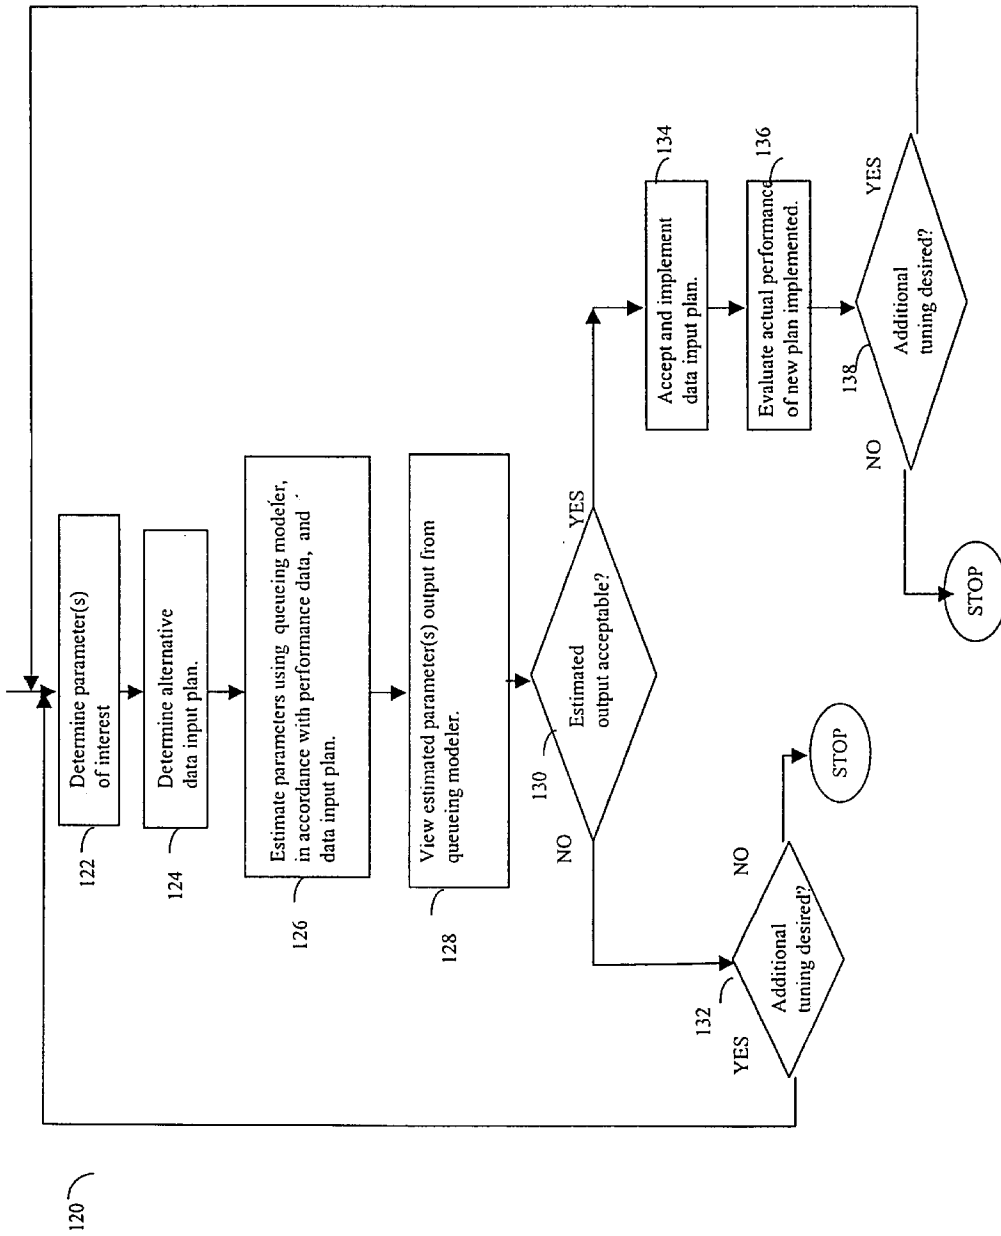 120
122
Determine parameter(s)
of interest
124
Determine alternative
data input plan.
126
Estimate parameters using queueing modeler,
in accordance with performance data, and
data input plan.
128
View estimated parameter(s) output from
queueing modeler.
130
Estimated
output acceptable?
NO
YES
132
Additional
tuning desired?
YES
NO
STOP
134
Accept and implement
data input plan.
136
Evaluate actual performance
of new plan implemented.
138
Additional
tuning desired?
NO
YES
STOP